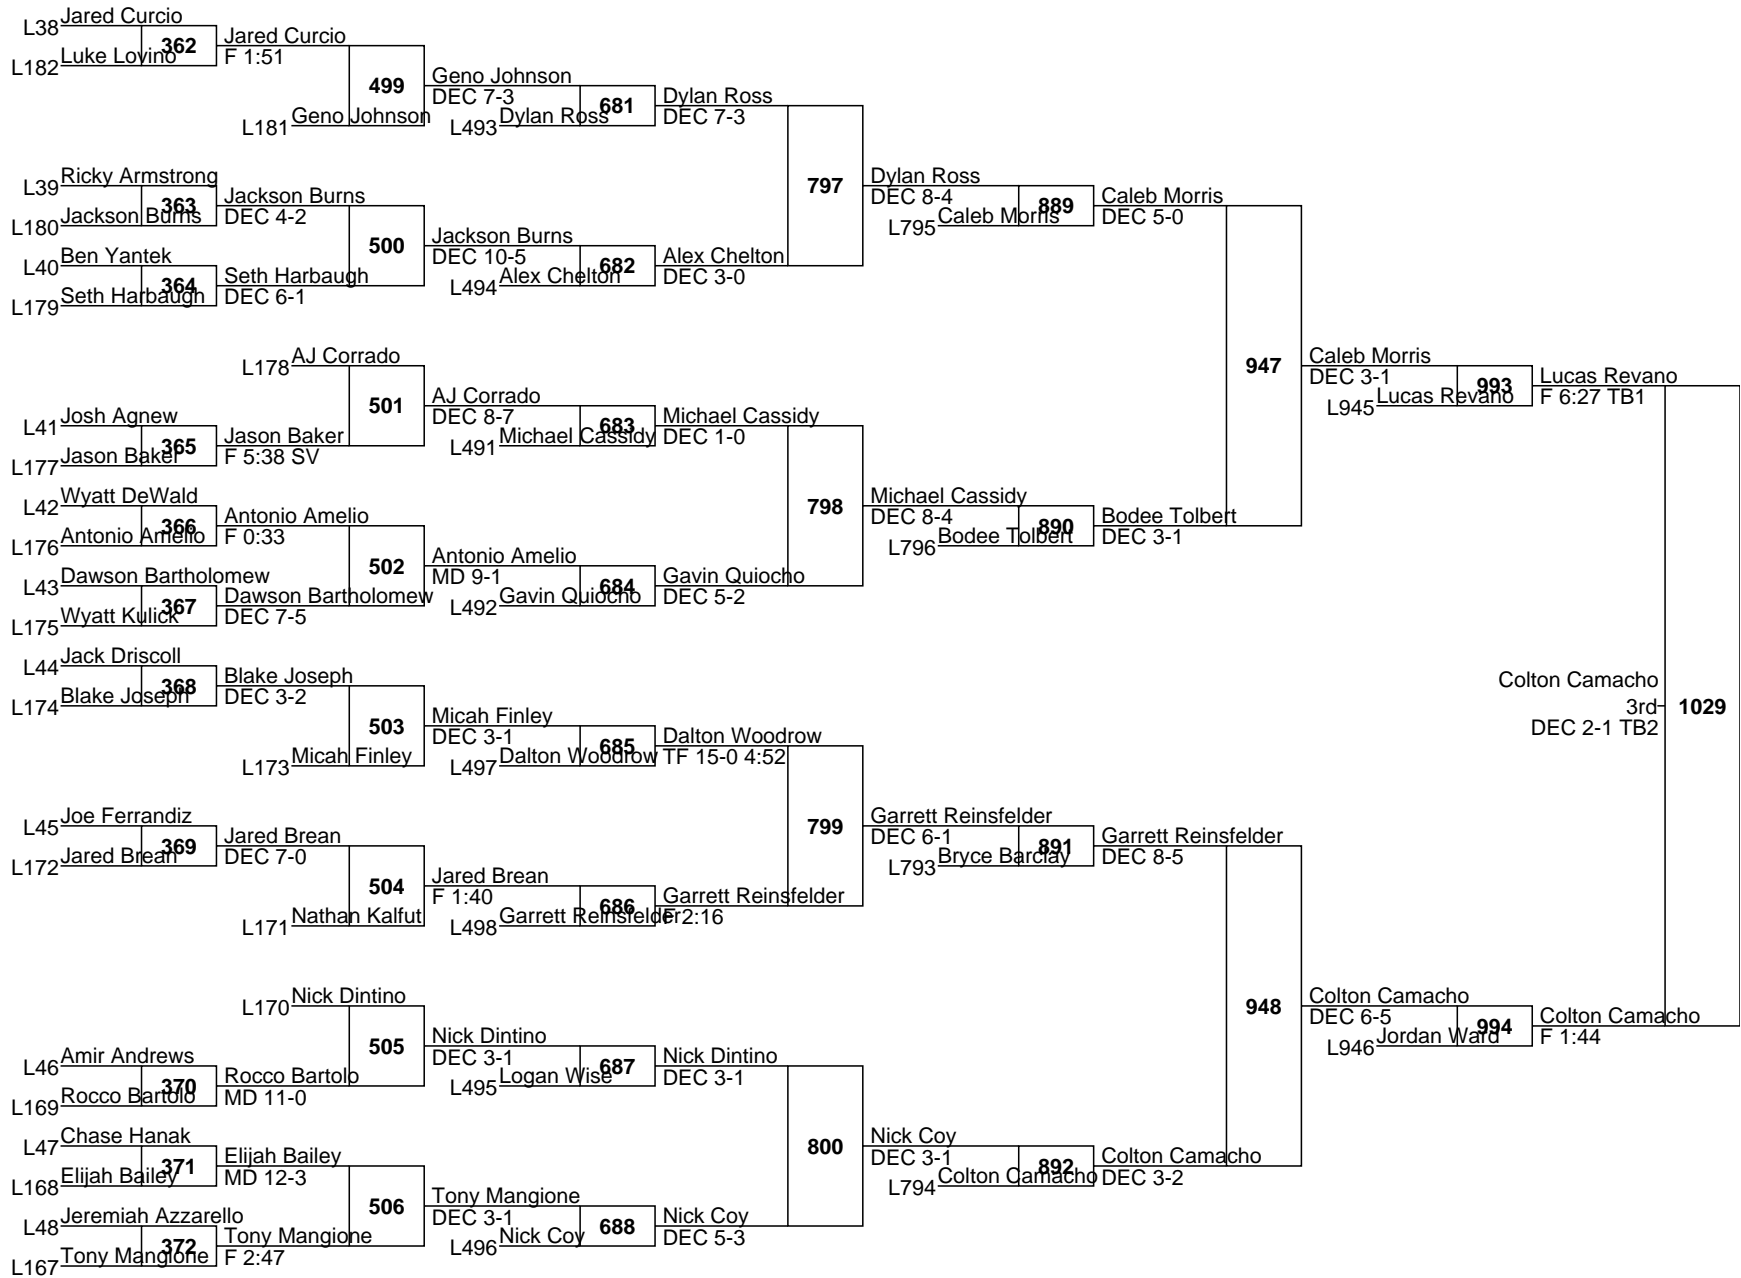 L38 Jared Curcio
362
L182 Luke Lovino
Jared Curcio
F 1:51
499
L181 Geno Johnson
Geno Johnson
DEC 7-3
681
L493 Dylan Ross
Dylan Ross
DEC 7-3
L39 Ricky Armstrong
363
L180 Jackson Burns
Jackson Burns
DEC 4-2
500
L40 Ben Yantek
364
L179 Seth Harbaugh
Seth Harbaugh
DEC 6-1
Jackson Burns
DEC 10-5
682
L494 Alex Chelton
Alex Chelton
DEC 3-0
797
Dylan Ross
DEC 8-4
889
L795 Caleb Morris
Caleb Morris
DEC 5-0
L178 AJ Corrado
501
L41 Josh Agnew
365
L177 Jason Baker
Jason Baker
F 5:38 SV
AJ Corrado
DEC 8-7
683
L491 Michael Cassidy
Michael Cassidy
DEC 1-0
L42 Wyatt DeWald
366
L176 Antonio Amelio
Antonio Amelio
F 0:33
502
L43 Dawson Bartholomew
367
L175 Wyatt Kulick
Dawson Bartholomew
DEC 7-5
Antonio Amelio
MD 9-1
684
L492 Gavin Quiocho
Gavin Quiocho
DEC 5-2
798
Michael Cassidy
DEC 8-4
890
L796 Bodee Tolbert
Bodee Tolbert
DEC 3-1
947
Caleb Morris
DEC 3-1
993
L945 Lucas Revano
Lucas Revano
F 6:27 TB1
L44 Jack Driscoll
368
L174 Blake Joseph
Blake Joseph
DEC 3-2
503
L173 Micah Finley
Micah Finley
DEC 3-1
685
L497 Dalton Woodrow
Dalton Woodrow
TF 15-0 4:52
L45 Joe Ferrandiz
369
L172 Jared Brean
Jared Brean
DEC 7-0
504
L171 Nathan Kalfut
Jared Brean
F 1:40
686
L498 Garrett Reinsfelder
Garrett Reinsfelder
F 2:16
799
Garrett Reinsfelder
DEC 6-1
891
L793 Bryce Barclay
Garrett Reinsfelder
DEC 8-5
L170 Nick Dintino
505
L46 Amir Andrews
370
L169 Rocco Bartolo
Rocco Bartolo
MD 11-0
Nick Dintino
DEC 3-1
687
L495 Logan Wise
Nick Dintino
DEC 3-1
L47 Chase Hanak
371
L168 Elijah Bailey
Elijah Bailey
MD 12-3
506
L48 Jeremiah Azzarello
372
L167 Tony Mangione
Tony Mangione
F 2:47
Tony Mangione
DEC 3-1
688
L496 Nick Coy
Nick Coy
DEC 5-3
800
Nick Coy
DEC 3-1
892
L794 Colton Camacho
Colton Camacho
DEC 3-2
948
Colton Camacho
DEC 6-5
994
L946 Jordan Ward
Colton Camacho
F 1:44
Colton Camacho
3rd
DEC 2-1 TB2
1029